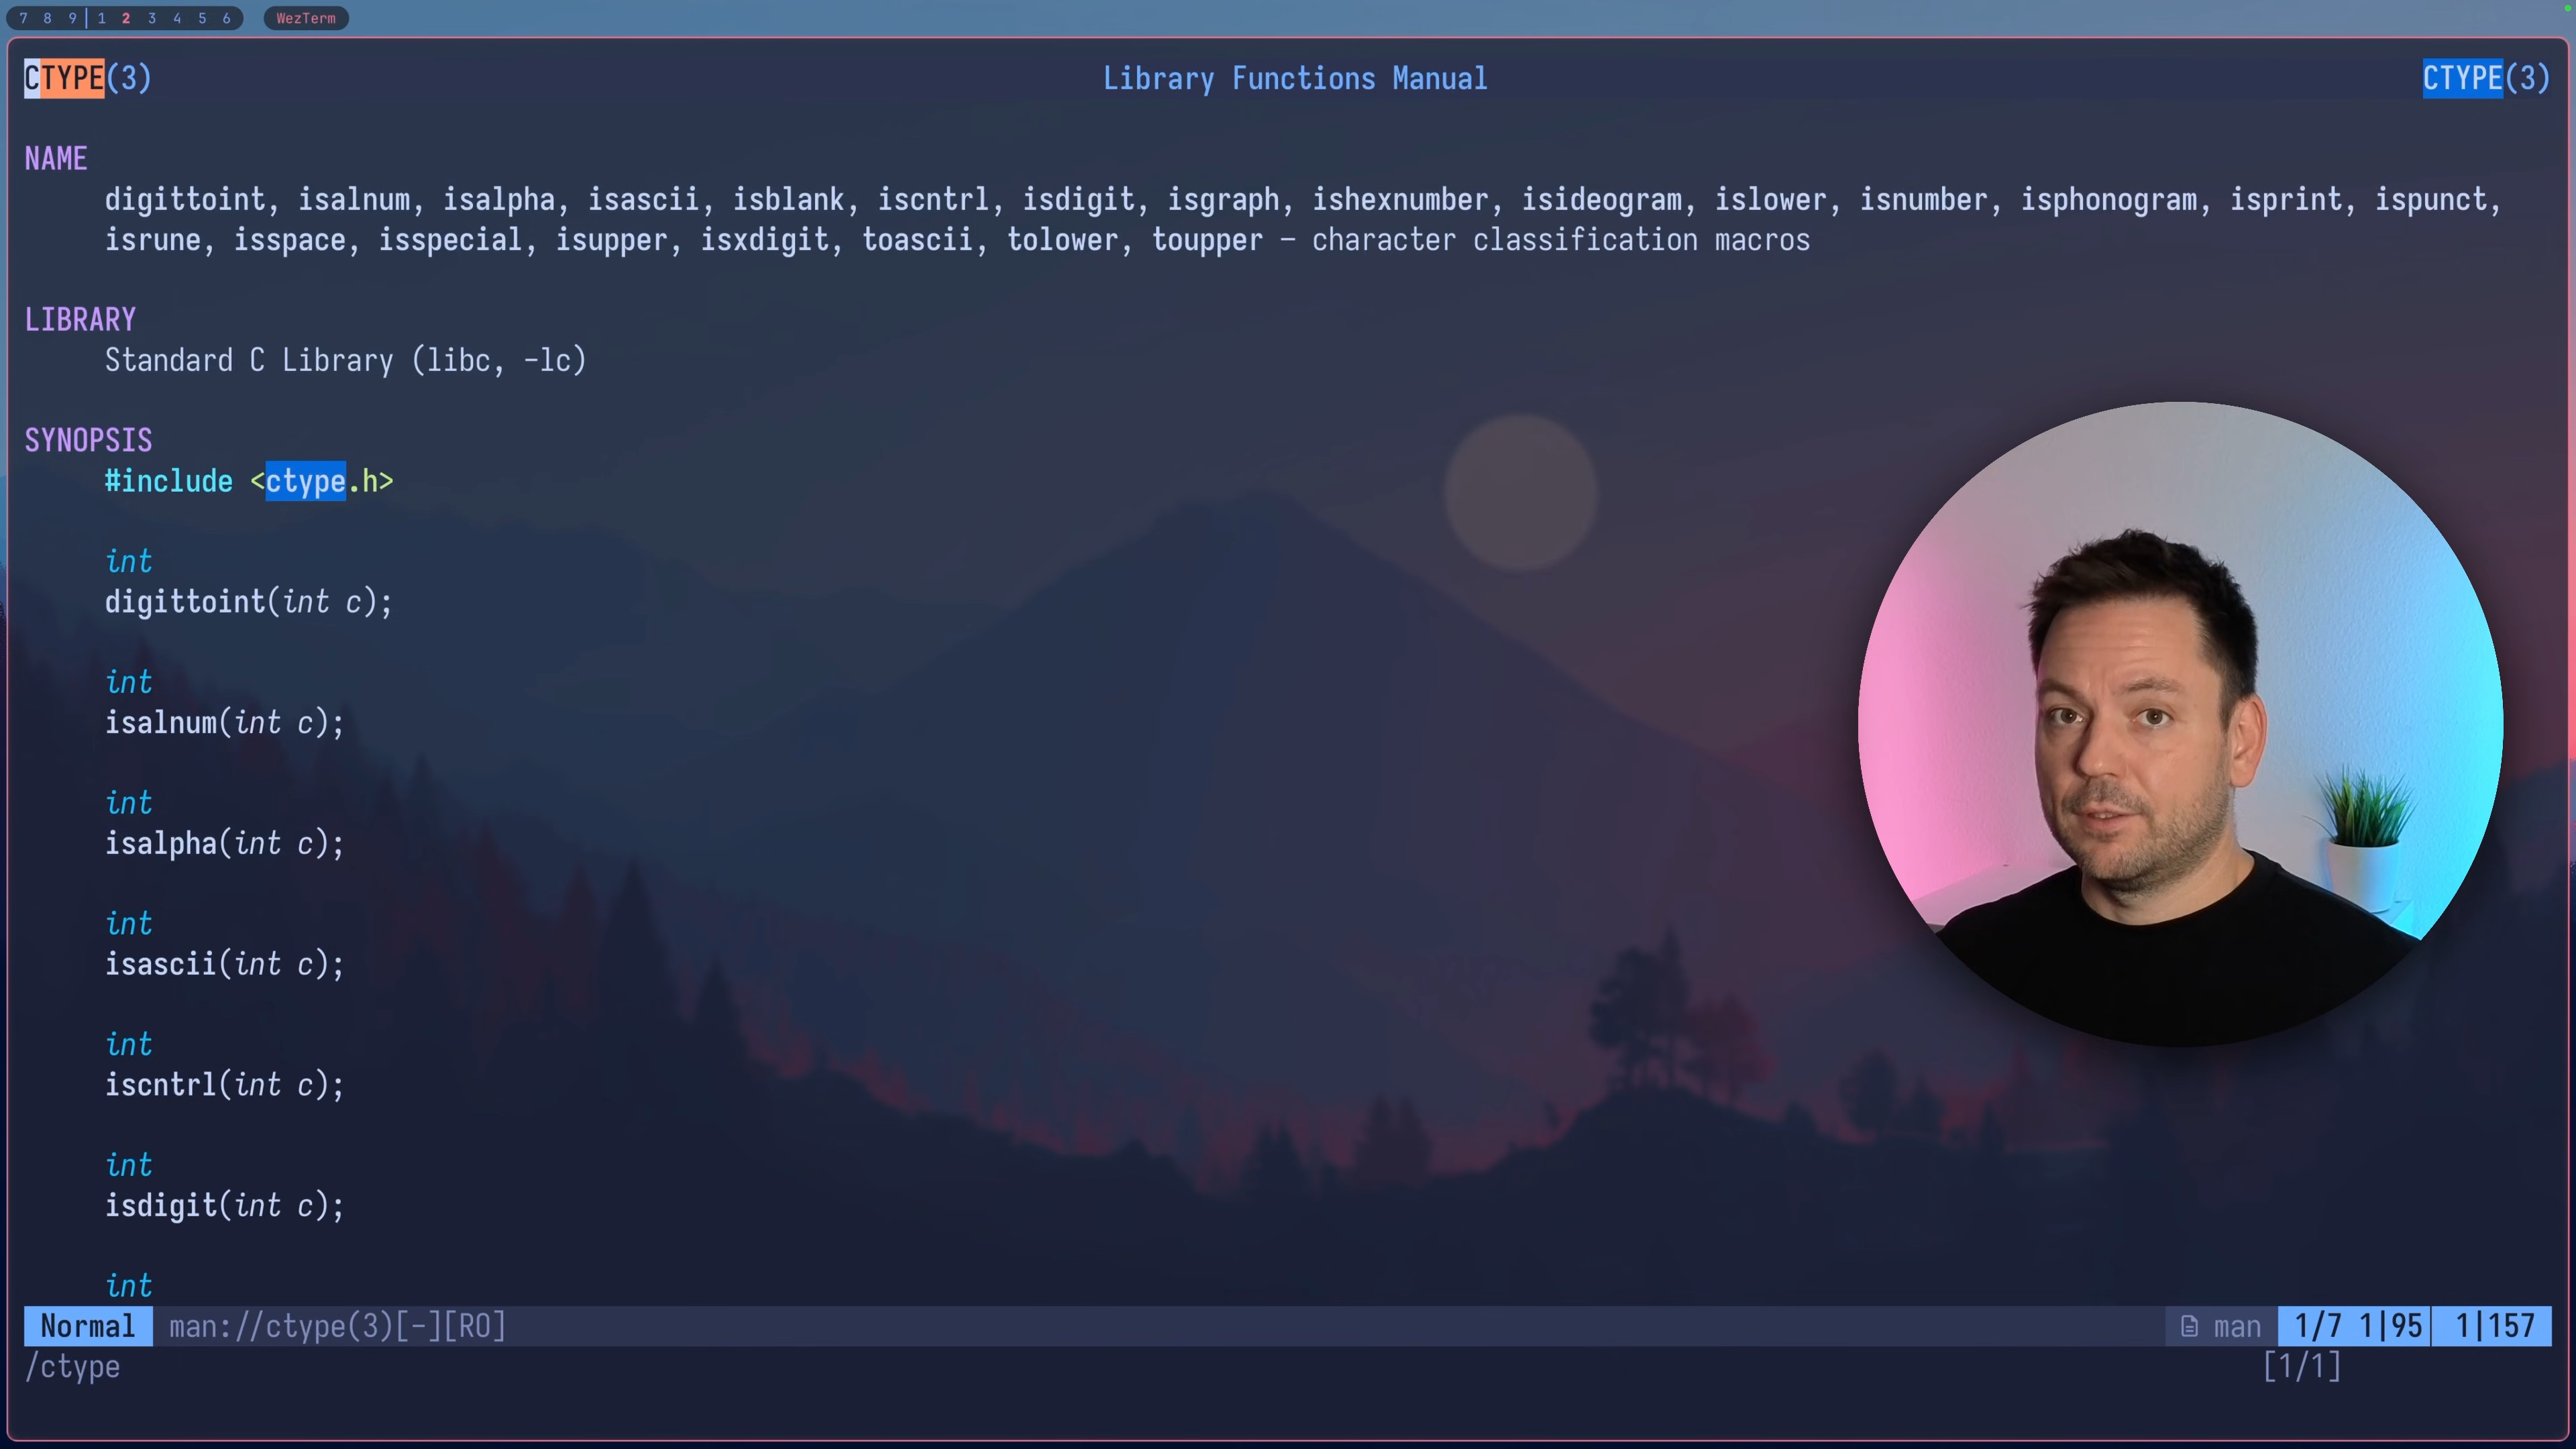 7 8 9 1 2 3 4 5 6 WezTerm
CTYPE(3) Library Functions Manual CTYPE(3)
NAME
digittoint, isalnum, isalpha, isascii, isblank, iscntrl, isdigit, isgraph, ishexnumber, isideogram, islower, isnumber, isphonogram, isprint, ispunct,
isrune, isspace, isspecial, isupper, isxdigit, toascii, tolower, toupper – character classification macros
LIBRARY
Standard C Library (libc, -lc)
SYNOPSIS
#include <ctype.h>
int
digittoint(int c);
int
isalnum(int c);
int
isalpha(int c);
int
isascii(int c);
int
iscntrl(int c);
int
isdigit(int c);
int
Normal man://ctype(3)[-][RO] man 1/7 1|95 1|157
/ctype [1/1]